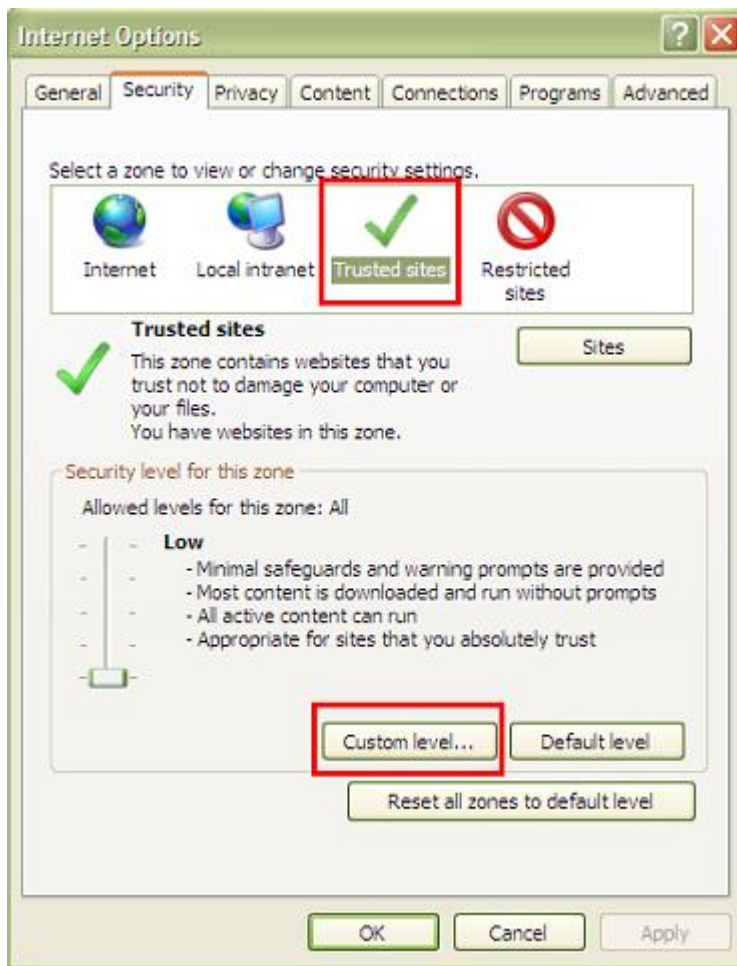 Internet Options
General Security Privacy Content Connections Programs Advanced
Select a zone to view or change security settings.
Internet Local intranet Trusted sites Restricted
sites
Trusted sites
Sites
This zone contains websites that you
trust not to damage your computer or
your files.
You have websites in this zone.
Security level for this zone
Allowed levels for this zone: All
Low
- Minimal safeguards and warning prompts are provided
- Most content is downloaded and run without prompts
- All active content can run
- Appropriate for sites that you absolutely trust
Custom level... Default level
Reset all zones to default level
OK Cancel Apply